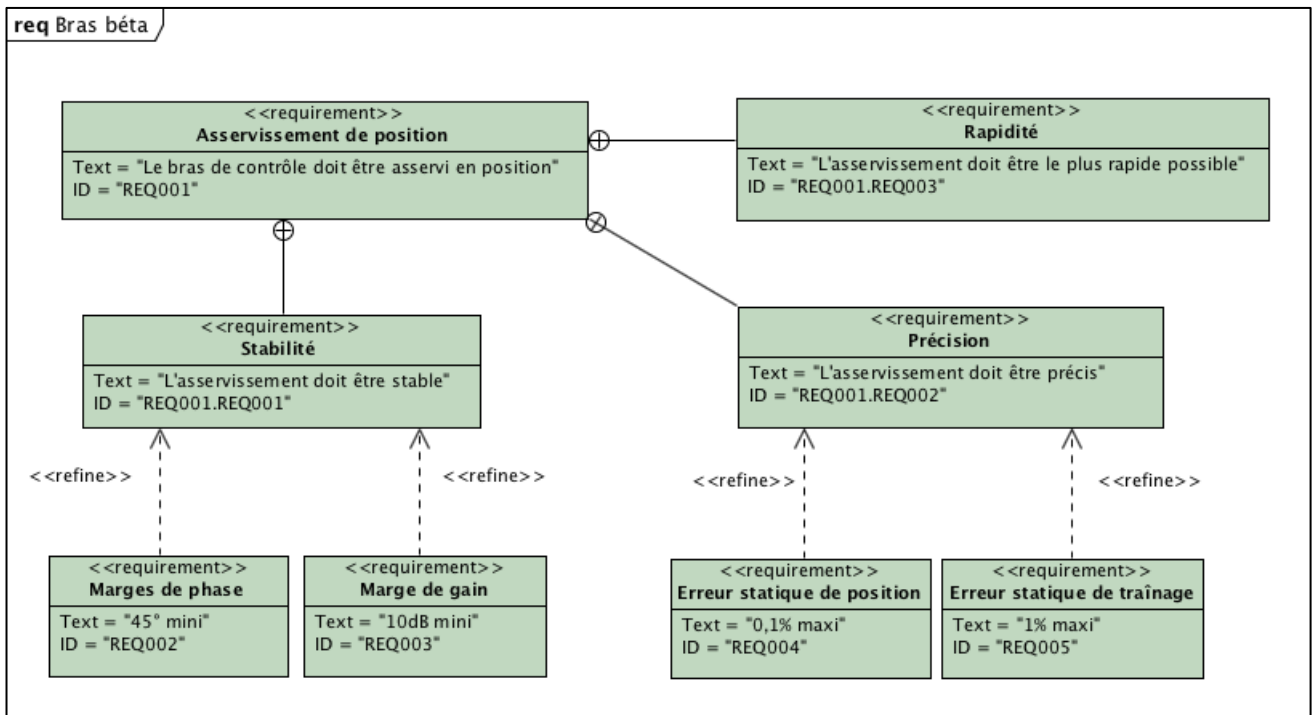 req Bras béta
<<requirement>>
Asservissement de position
Text = "Le bras de contrôle doit être asservi en position"
ID = "REQ001"
<<requirement>>
Rapidité
Text = "L'asservissement doit être le plus rapide possible"
ID = "REQ001.REQ003"
<<requirement>>
Stabilité
Text = "L'asservissement doit être stable"
ID = "REQ001.REQ001"
<<requirement>>
Précision
Text = "L'asservissement doit être précis"
ID = "REQ001.REQ002"
<<refine>>
<<refine>>
<<refine>>
<<refine>>
<<requirement>>
Marges de phase
Text = "45° mini"
ID = "REQ002"
<<requirement>>
Marge de gain
Text = "10dB mini"
ID = "REQ003"
<<requirement>>
Erreur statique de position
Text = "0,1% maxi"
ID = "REQ004"
<<requirement>>
Erreur statique de traînage
Text = "1% maxi"
ID = "REQ005"